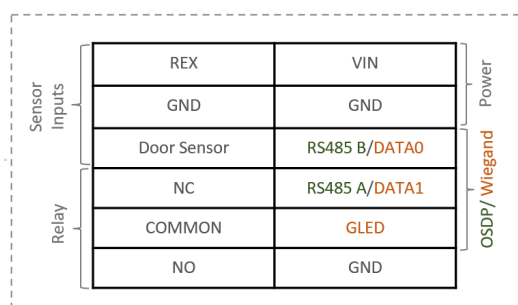 Sensor Inputs
REX VIN
GND GND
Power
Door Sensor RS485 B/DATA0
Relay
NC RS485 A/DATA1
COMMON GLED
OSDP/ Wiegand
NO GND